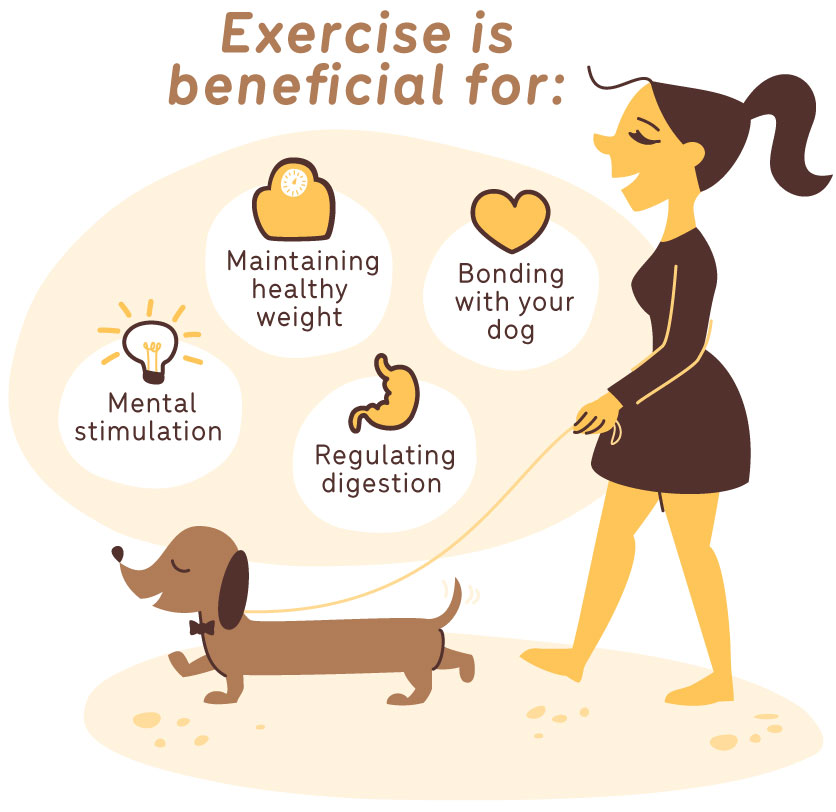 Exercise is
beneficial for:
Maintaining
healthy
weight
Bonding
with your
dog
Mental
stimulation
Regulating
digestion